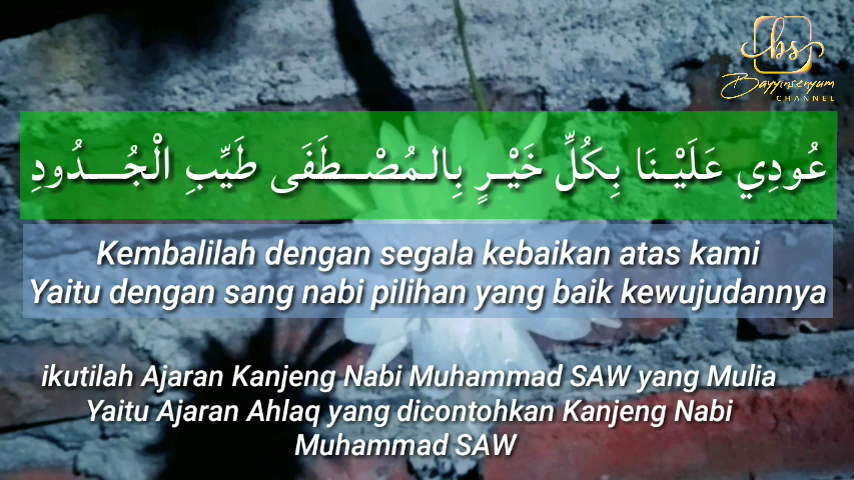 bs
Bayyinsenyum
CHANNEL
عُودِي عَلَيْنَا بِكُلِّ خَيْرٍ بِالمُصْطَفَى طَيِّبِ الْجُدُودِ
Kembalilah dengan segala kebaikan atas kami
Yaitu dengan sang nabi pilihan yang baik kewujudannya
ikutilah Ajaran Kanjeng Nabi Muhammad SAW yang Mulia
Yaitu Ajaran Ahlaq yang dicontohkan Kanjeng Nabi
Muhammad SAW